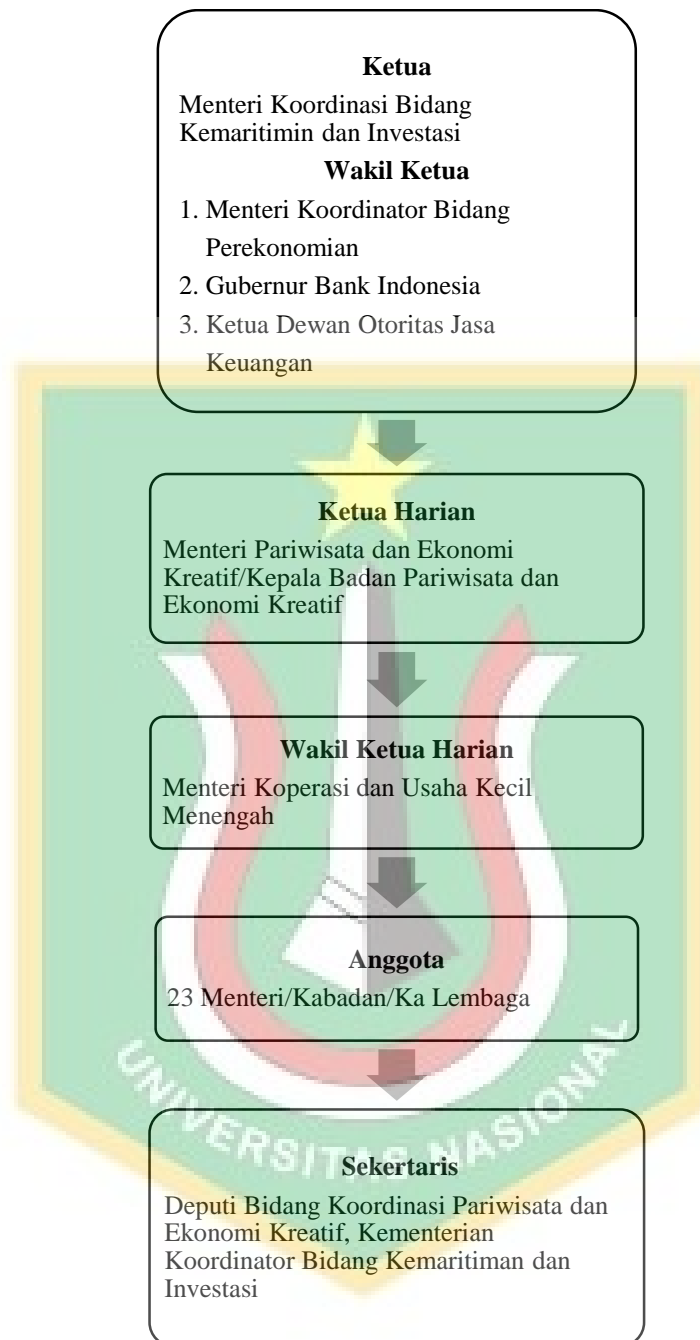 Ketua
Menteri Koordinasi Bidang
Kemaritimin dan Investasi
Wakil Ketua
1. Menteri Koordinator Bidang
Perekonomian
2. Gubernur Bank Indonesia
3. Ketua Dewan Otoritas Jasa
Keuangan
Ketua Harian
Menteri Pariwisata dan Ekonomi
Kreatif/Kepala Badan Pariwisata dan
Ekonomi Kreatif
Wakil Ketua Harian
Menteri Koperasi dan Usaha Kecil
Menengah
Anggota
23 Menteri/Kabadan/Ka Lembaga
UNIVERSITAS NASIONAL
Sekertaris
Deputi Bidang Koordinasi Pariwisata dan
Ekonomi Kreatif, Kementerian
Koordinator Bidang Kemaritiman dan
Investasi